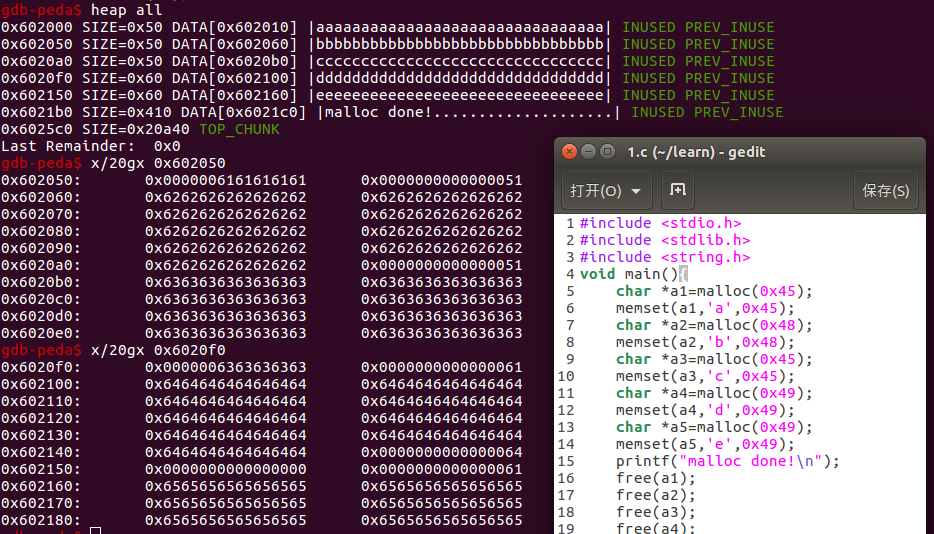 gdb-peda$ heap all
0x602000 SIZE=0x50 DATA[0x602010] |aaaaaaaaaaaaaaaaaaaaaaaaaaaaaaaa| INUSED PREV_INUSE
0x602050 SIZE=0x50 DATA[0x602060] |bbbbbbbbbbbbbbbbbbbbbbbbbbbbbbbb| INUSED PREV_INUSE
0x6020a0 SIZE=0x50 DATA[0x6020b0] |cccccccccccccccccccccccccccccccc| INUSED PREV_INUSE
0x6020f0 SIZE=0x60 DATA[0x602100] |dddddddddddddddddddddddddddddddd| INUSED PREV_INUSE
0x602150 SIZE=0x60 DATA[0x602160] |eeeeeeeeeeeeeeeeeeeeeeeeeeeeeeee| INUSED PREV_INUSE
0x6021b0 SIZE=0x410 DATA[0x6021c0] |malloc done!....................| INUSED PREV_INUSE
0x6025c0 SIZE=0x20a40 TOP_CHUNK
Last Remainder:  0x0
gdb-peda$ x/20gx 0x602050
0x602050: 0x0000006161616161 0x0000000000000051
0x602060: 0x6262626262626262 0x6262626262626262
0x602070: 0x6262626262626262 0x6262626262626262
0x602080: 0x6262626262626262 0x6262626262626262
0x602090: 0x6262626262626262 0x6262626262626262
0x6020a0: 0x6262626262626262 0x0000000000000051
0x6020b0: 0x6363636363636363 0x6363636363636363
0x6020c0: 0x6363636363636363 0x6363636363636363
0x6020d0: 0x6363636363636363 0x6363636363636363
0x6020e0: 0x6363636363636363 0x6363636363636363
gdb-peda$ x/20gx 0x6020f0
0x6020f0: 0x0000006363636363 0x0000000000000061
0x602100: 0x6464646464646464 0x6464646464646464
0x602110: 0x6464646464646464 0x6464646464646464
0x602120: 0x6464646464646464 0x6464646464646464
0x602130: 0x6464646464646464 0x6464646464646464
0x602140: 0x6464646464646464 0x0000000000000064
0x602150: 0x0000000000000000 0x0000000000000061
0x602160: 0x6565656565656565 0x6565656565656565
0x602170: 0x6565656565656565 0x6565656565656565
0x602180: 0x6565656565656565 0x6565656565656565
1.c (~/learn) - gedit
打开(O) 保存(S)
1 #include <stdio.h>
2 #include <stdlib.h>
3 #include <string.h>
4 void main(){
5     char *a1=malloc(0x45);
6     memset(a1,'a',0x45);
7     char *a2=malloc(0x48);
8     memset(a2,'b',0x48);
9     char *a3=malloc(0x45);
10     memset(a3,'c',0x45);
11     char *a4=malloc(0x49);
12     memset(a4,'d',0x49);
13     char *a5=malloc(0x49);
14     memset(a5,'e',0x49);
15     printf("malloc done!\n");
16     free(a1);
17     free(a2);
18     free(a3);
19     free(a4);